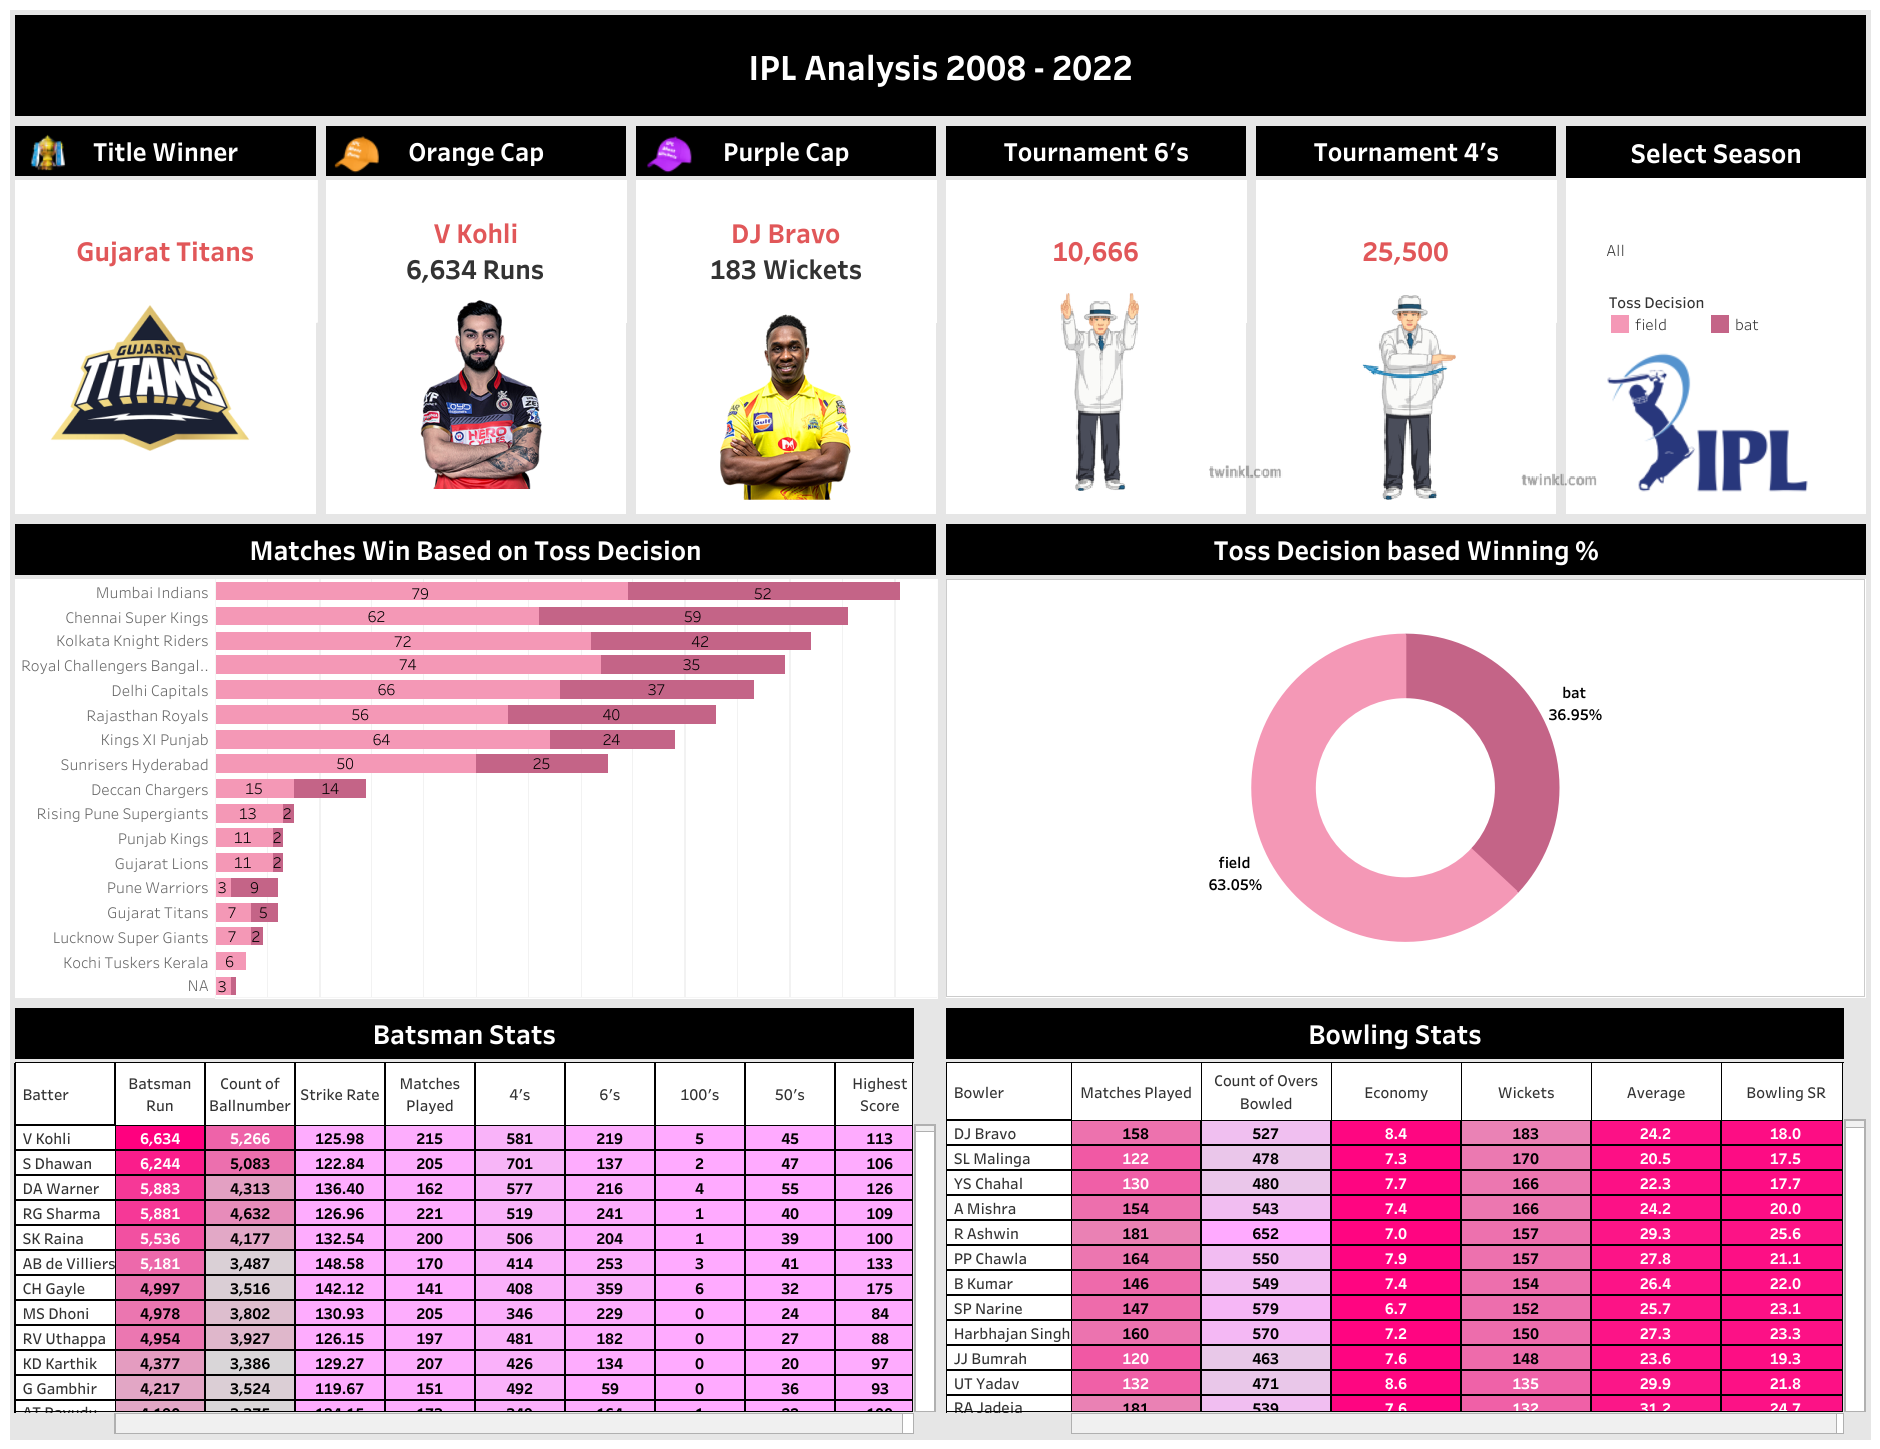 IPL Analysis 2008 - 2022
Title Winner
Orange Cap
Purple Cap
Tournament 6's
Tournament 4's
Select Season
Gujarat Titans
V Kohli
6,634 Runs
DJ Bravo
183 Wickets
10,666
25,500
All
Toss Decision
field bat
GUJARAT
TITANS
HERO
Gulf
twinkl.com
twinkl.com
IPL
Matches Win Based on Toss Decision
Mumbai Indians 79 52
Chennai Super Kings 62 59
Kolkata Knight Riders 72 42
Royal Challengers Bangal.. 74 35
Delhi Capitals 66 37
Rajasthan Royals 56 40
Kings XI Punjab 64 24
Sunrisers Hyderabad 50 25
Deccan Chargers 15 14
Rising Pune Supergiants 13 2
Punjab Kings 11 2
Gujarat Lions 11 2
Pune Warriors 3 9
Gujarat Titans 7 5
Lucknow Super Giants 7 2
Kochi Tuskers Kerala 6
NA 3
Toss Decision based Winning %
bat
36.95%
field
63.05%
Batsman Stats
Batter Batsman Run Count of Ballnumber Strike Rate Matches Played 4's 6's 100's 50's Highest Score
V Kohli 6,634 5,266 125.98 215 581 219 5 45 113
S Dhawan 6,244 5,083 122.84 205 701 137 2 47 106
DA Warner 5,883 4,313 136.40 162 577 216 4 55 126
RG Sharma 5,881 4,632 126.96 221 519 241 1 40 109
SK Raina 5,536 4,177 132.54 200 506 204 1 39 100
AB de Villiers 5,181 3,487 148.58 170 414 253 3 41 133
CH Gayle 4,997 3,516 142.12 141 408 359 6 32 175
MS Dhoni 4,978 3,802 130.93 205 346 229 0 24 84
RV Uthappa 4,954 3,927 126.15 197 481 182 0 27 88
KD Karthik 4,377 3,386 129.27 207 426 134 0 20 97
G Gambhir 4,217 3,524 119.67 151 492 59 0 36 93
Bowling Stats
Bowler Matches Played Count of Overs Bowled Economy Wickets Average Bowling SR
DJ Bravo 158 527 8.4 183 24.2 18.0
SL Malinga 122 478 7.3 170 20.5 17.5
YS Chahal 130 480 7.7 166 22.3 17.7
A Mishra 154 543 7.4 166 24.2 20.0
R Ashwin 181 652 7.0 157 29.3 25.6
PP Chawla 164 550 7.9 157 27.8 21.1
B Kumar 146 549 7.4 154 26.4 22.0
SP Narine 147 579 6.7 152 25.7 23.1
Harbhajan Singh 160 570 7.2 150 27.3 23.3
JJ Bumrah 120 463 7.6 148 23.6 19.3
UT Yadav 132 471 8.6 135 29.9 21.8
RA Jadeja 181 539 7.6 132 31.2 24.7